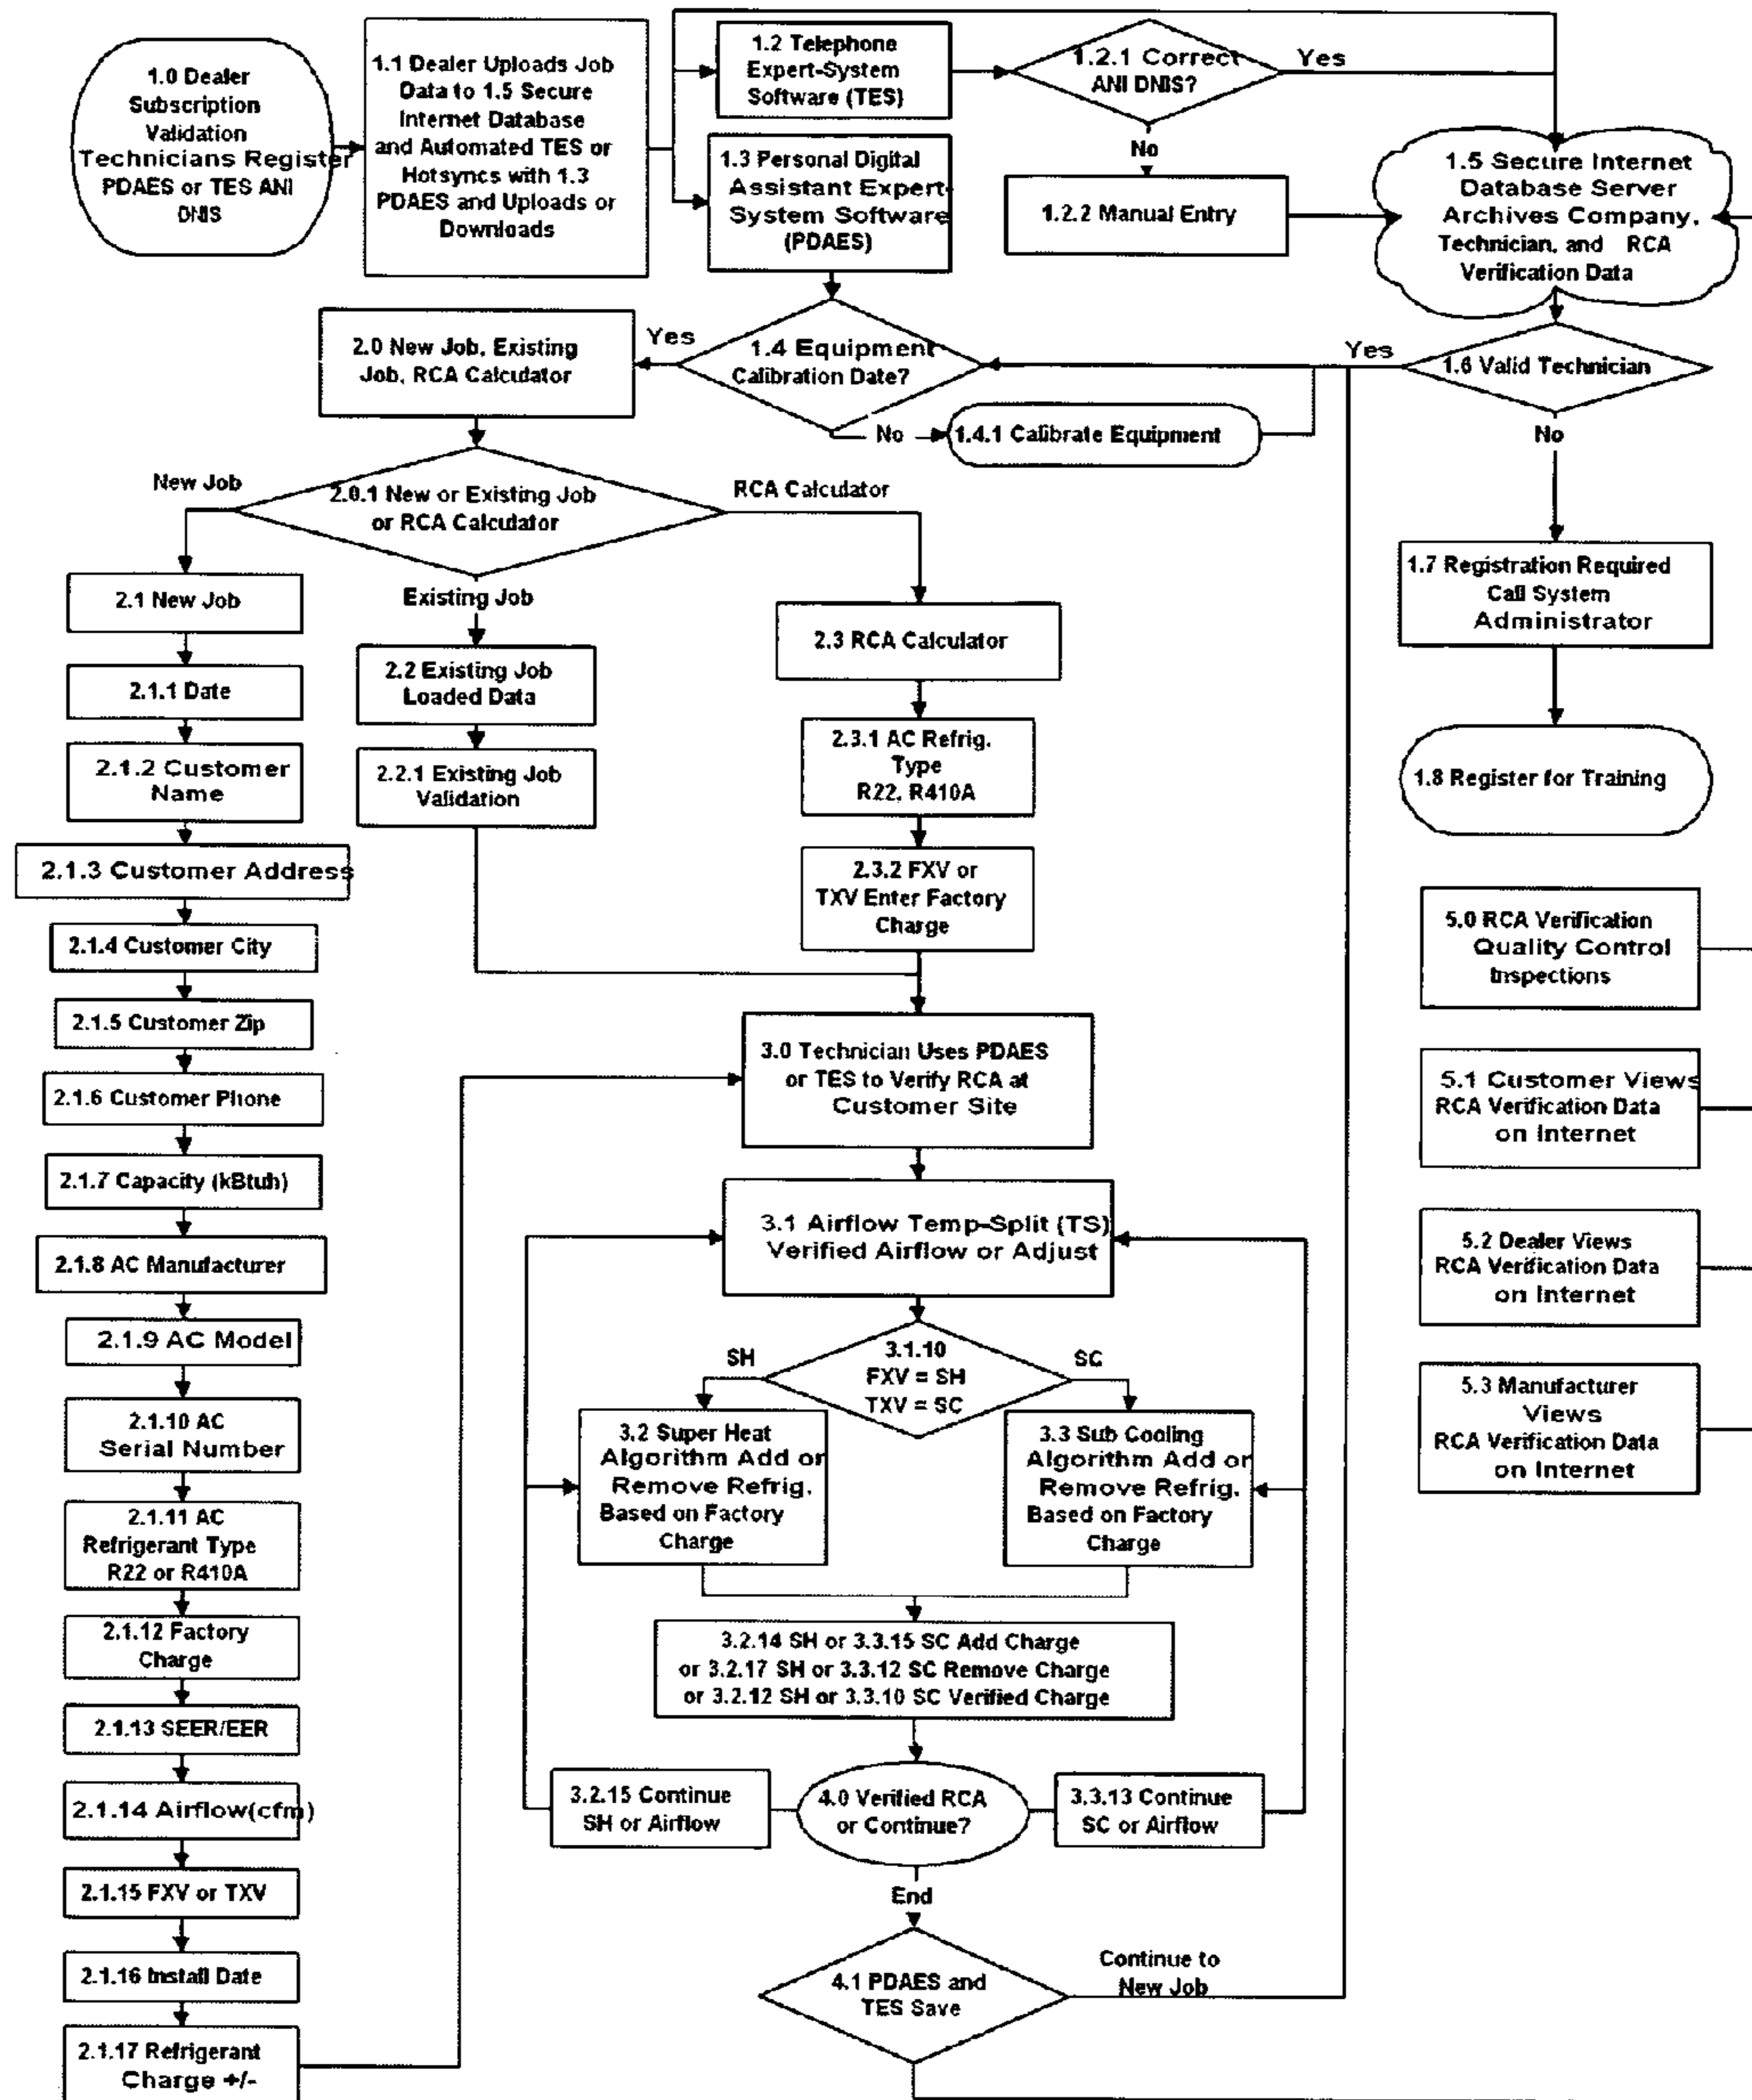 1.0 Dealer
Subscription
Validation
Technicians Register
PDAES or TES ANI
DNIS
1.1 Dealer Uploads Job
Data to 1.5 Secure
Internet Database
and Automated TES or
Hotsyncs with 1.3
PDAES and Uploads or
Downloads
1.2 Telephone
Expert-System
Software (TES)
1.2.1 Correct
ANI DNIS?
Yes
No
1.2.2 Manual Entry
1.3 Personal Digital
Assistant Expert-
System Software
(PDAES)
1.5 Secure Internet
Database Server
Archives Company,
Technician, and RCA
Verification Data
1.4 Equipment
Calibration Date?
Yes
No
1.4.1 Calibrate Equipment
1.6 Valid Technician
Yes
No
1.7 Registration Required
Call System
Administrator
1.8 Register for Training
2.0 New Job, Existing
Job, RCA Calculator
2.0.1 New or Existing Job
or RCA Calculator
New Job
Existing Job
RCA Calculator
2.1 New Job
2.1.1 Date
2.1.2 Customer
Name
2.1.3 Customer Address
2.1.4 Customer City
2.1.5 Customer Zip
2.1.6 Customer Phone
2.1.7 Capacity (kBtuh)
2.1.8 AC Manufacturer
2.1.9 AC Model
2.1.10 AC
Serial Number
2.1.11 AC
Refrigerant Type
R22 or R410A
2.1.12 Factory
Charge
2.1.13 SEER/EER
2.1.14 Airflow(cfm)
2.1.15 FXV or TXV
2.1.16 Install Date
2.1.17 Refrigerant
Charge +/-
2.2 Existing Job
Loaded Data
2.2.1 Existing Job
Validation
2.3 RCA Calculator
2.3.1 AC Refrig.
Type
R22, R410A
2.3.2 FXV or
TXV Enter Factory
Charge
3.0 Technician Uses PDAES
or TES to Verify RCA at
Customer Site
3.1 Airflow Temp-Split (TS)
Verified Airflow or Adjust
3.1.10
FXV = SH
TXV = SC
SH
SC
3.2 Super Heat
Algorithm Add or
Remove Refrig.
Based on Factory
Charge
3.3 Sub Cooling
Algorithm Add or
Remove Refrig.
Based on Factory
Charge
3.2.14 SH or 3.3.15 SC Add Charge
or 3.2.17 SH or 3.3.12 SC Remove Charge
or 3.2.12 SH or 3.3.10 SC Verified Charge
3.2.15 Continue
SH or Airflow
4.0 Verified RCA
or Continue?
3.3.13 Continue
SC or Airflow
End
4.1 PDAES and
TES Save
Continue to
New Job
5.0 RCA Verification
Quality Control
Inspections
5.1 Customer Views
RCA Verification Data
on Internet
5.2 Dealer Views
RCA Verification Data
on Internet
5.3 Manufacturer
Views
RCA Verification Data
on Internet